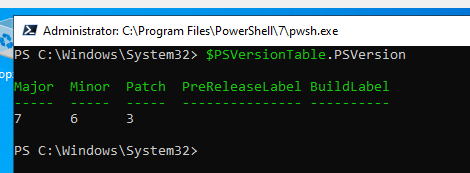 Administrator: C:\Program Files\PowerShell\7\pwsh.exe
PS C:\Windows\System32> $PSVersionTable.PSVersion
Major  Minor  Patch  PreReleaseLabel BuildLabel
-----  -----  -----  --------------- ----------
7      6      3
PS C:\Windows\System32>